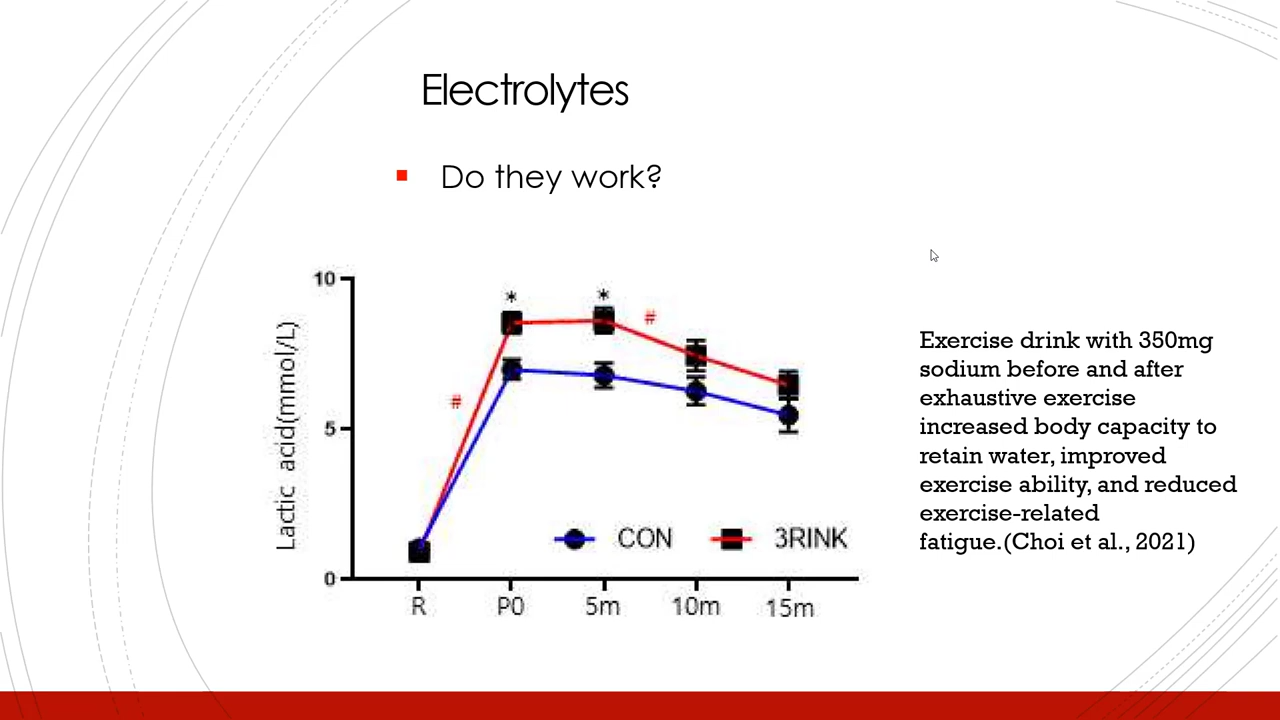 Electrolytes
Do they work?
10
5
0
Lactic acid(mmol/L)
*
*
#
#
CON
3RINK
R
P0
5m
10m
15m
Exercise drink with 350mg
sodium before and after
exhaustive exercise
increased body capacity to
retain water, improved
exercise ability, and reduced
exercise-related
fatigue.(Choi et al., 2021)